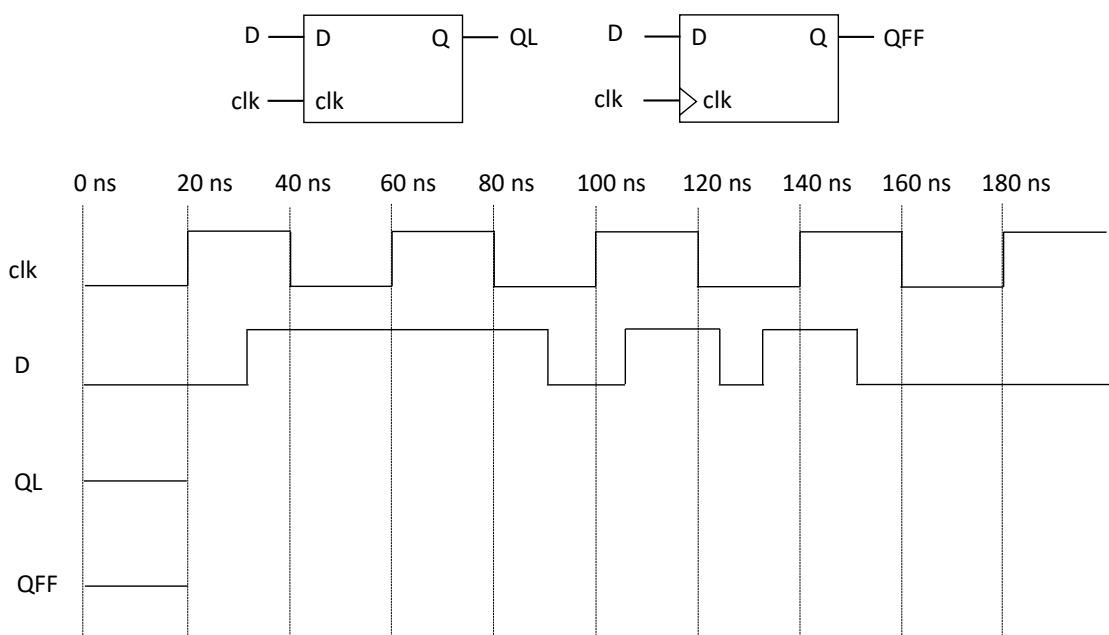 D D Q QL D D Q QFF
clk clk clk clk
0 ns 20 ns 40 ns 60 ns 80 ns 100 ns 120 ns 140 ns 160 ns 180 ns
clk
D
QL
QFF